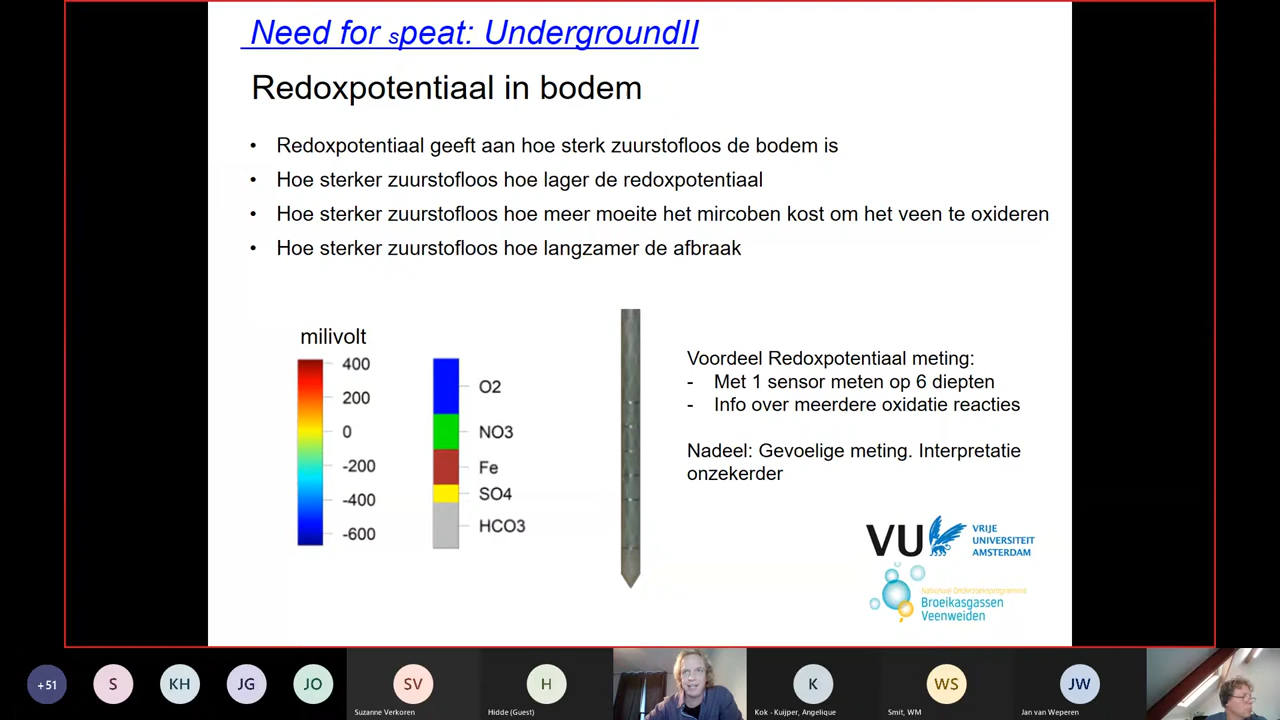 Need for speat: UndergroundII
Redoxpotentiaal in bodem
• Redoxpotentiaal geeft aan hoe sterk zuurstofloos de bodem is
• Hoe sterker zuurstofloos hoe lager de redoxpotentiaal
• Hoe sterker zuurstofloos hoe meer moeite het mircoben kost om het veen te oxideren
• Hoe sterker zuurstofloos hoe langzamer de afbraak
milivolt
400
200
0
-200
-400
-600
O2
NO3
Fe
SO4
HCO3
Voordeel Redoxpotentiaal meting:
- Met 1 sensor meten op 6 diepten
- Info over meerdere oxidatie reacties
Nadeel: Gevoelige meting. Interpretatie
onzekerder
VU
VRIJE
UNIVERSITEIT
AMSTERDAM
Nationaal Onderzoeksprogramma
Broeikasgassen
Veenweiden
+51
S
KH
JG
JO
SV
Suzanne Verkoren
H
Hidde (Guest)
K
Kok - Kuijper, Angelique
WS
Smit, WM
JW
Jan van Weperen